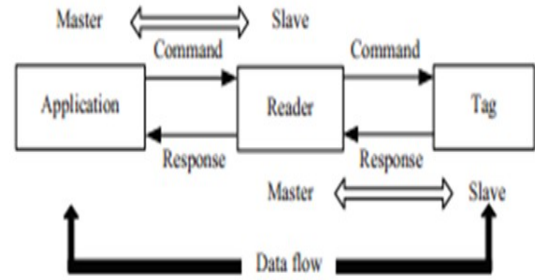 Master Slave
Command Command
Application Reader Tag
Response Response
Master Slave
Data flow